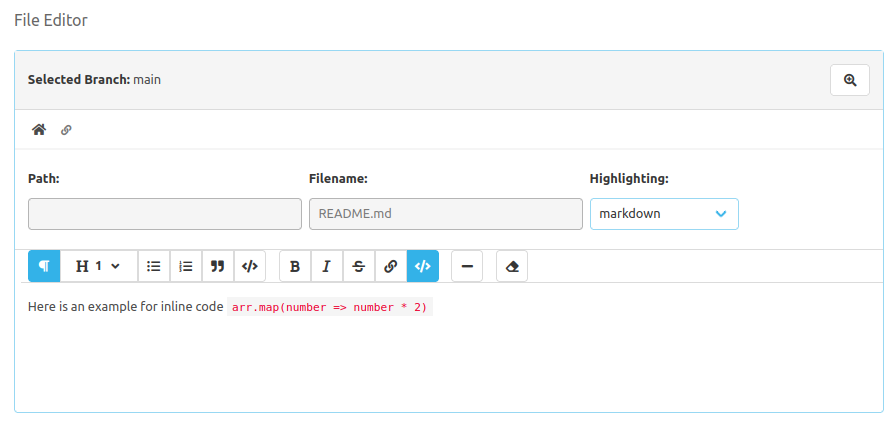 File Editor
Selected Branch: main
Path: Filename: Highlighting:
README.md markdown
H 1 B I S
Here is an example for inline code arr.map(number => number * 2)